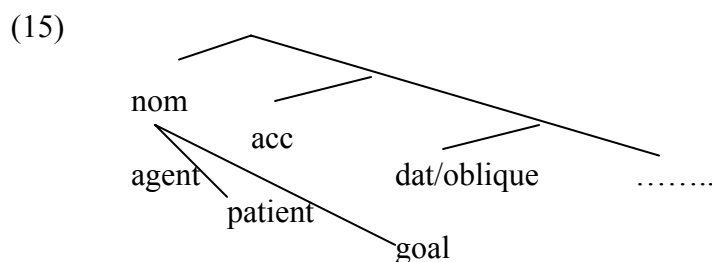 (15)
nom
acc
agent
dat/oblique
……..
patient
goal